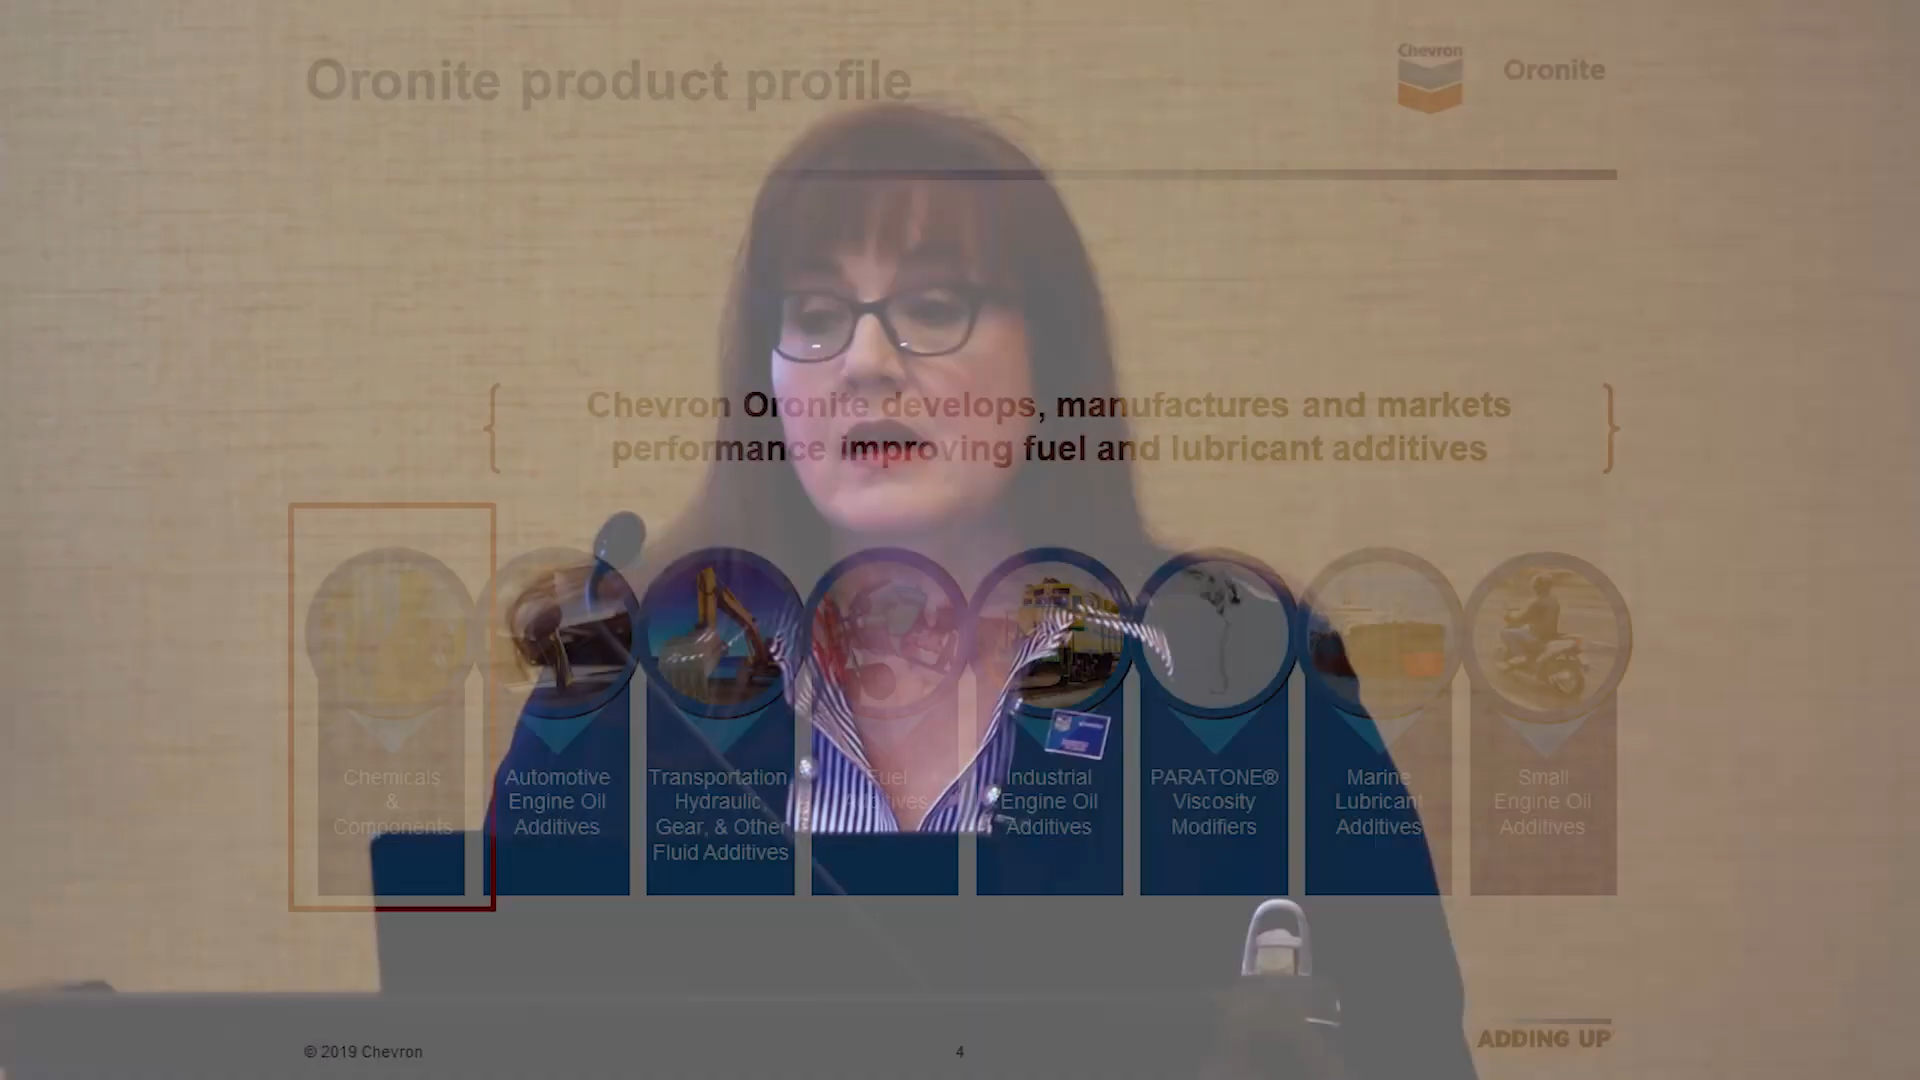 Oronite product profile
Chevron
Oronite
Chevron Oronite develops, manufactures and markets
performance improving fuel and lubricant additives
Chemicals
&
Components
Automotive
Engine Oil
Additives
Transportation,
Hydraulic,
Gear, & Other
Fluid Additives
Fuel
Additives
Industrial
Engine Oil
Additives
PARATONE®
Viscosity
Modifiers
Marine
Lubricant
Additives
Small
Engine Oil
Additives
© 2019 Chevron
4
ADDING UP